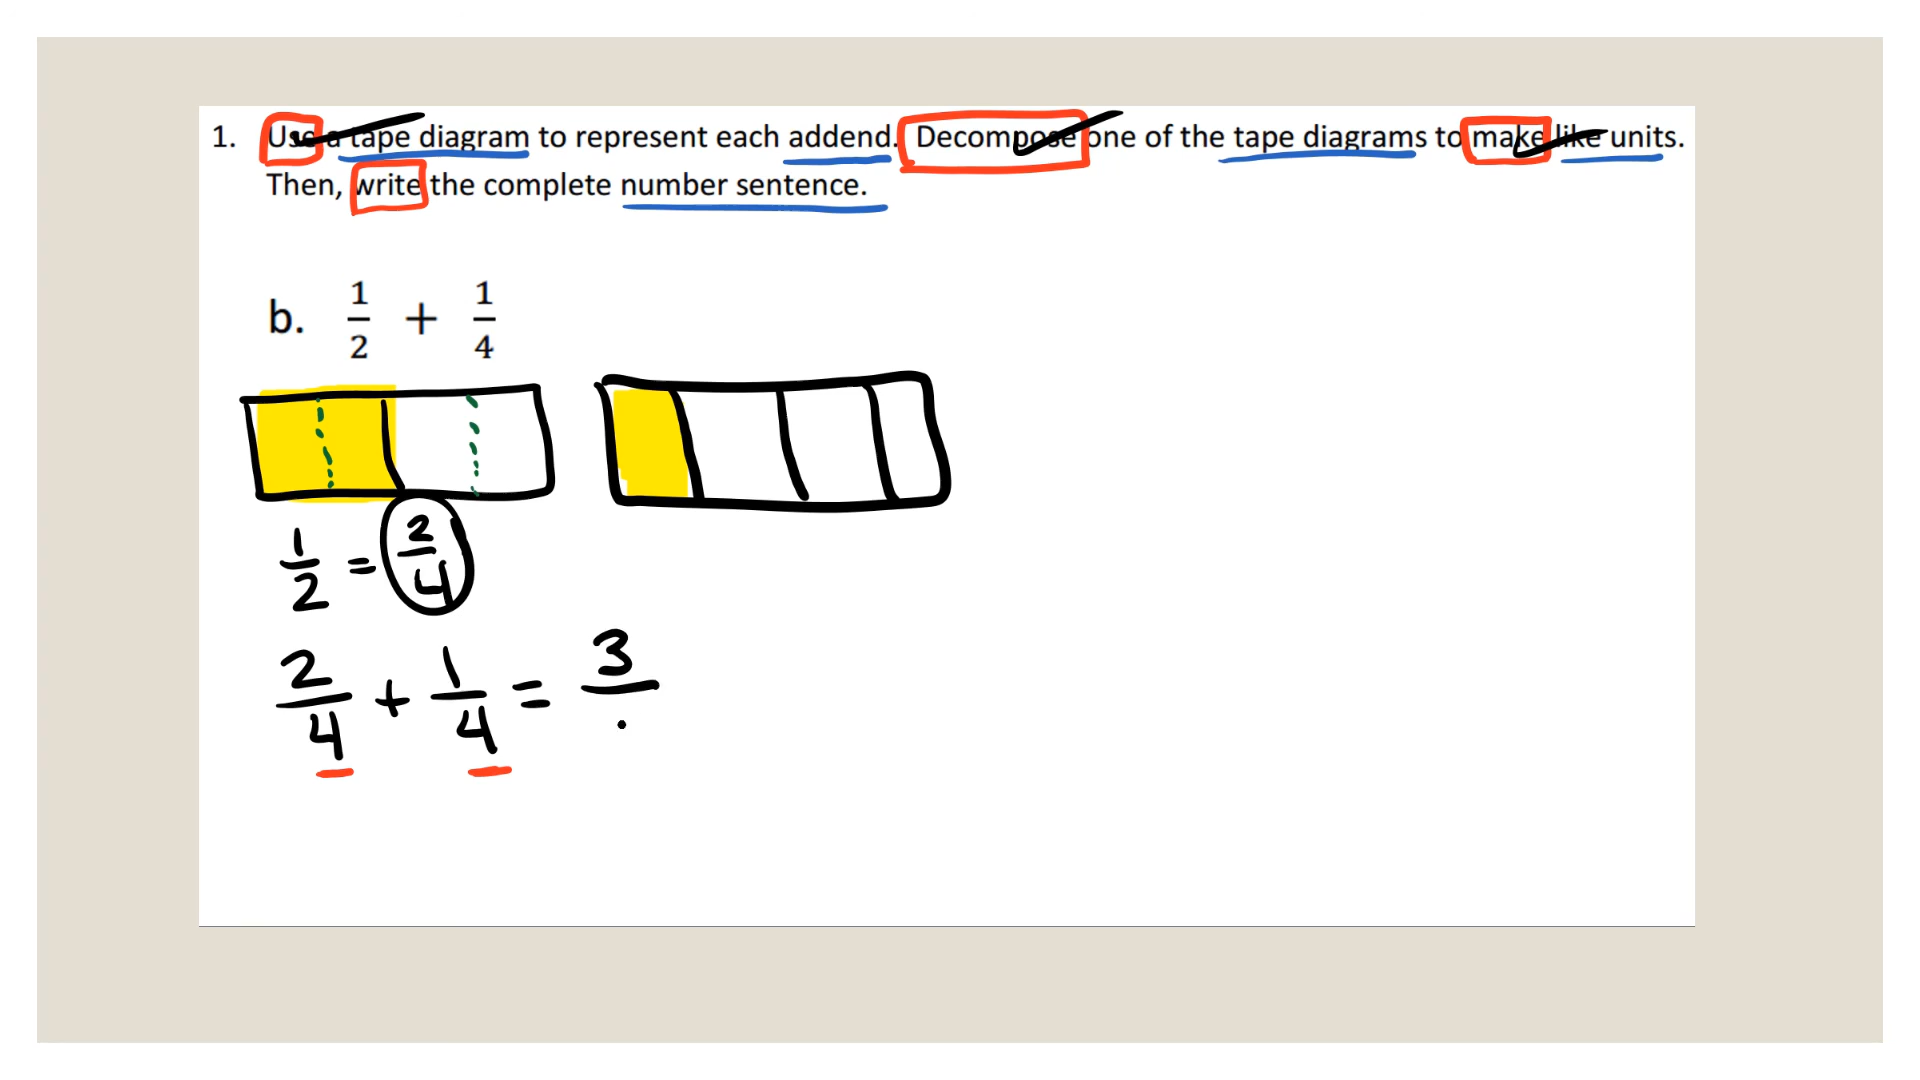 1. Use a tape diagram to represent each addend. Decompose one of the tape diagrams to make like units.
Then, write the complete number sentence.
b. 1/2 + 1/4
1/2 = 2/4
2/4 + 1/4 = 3/